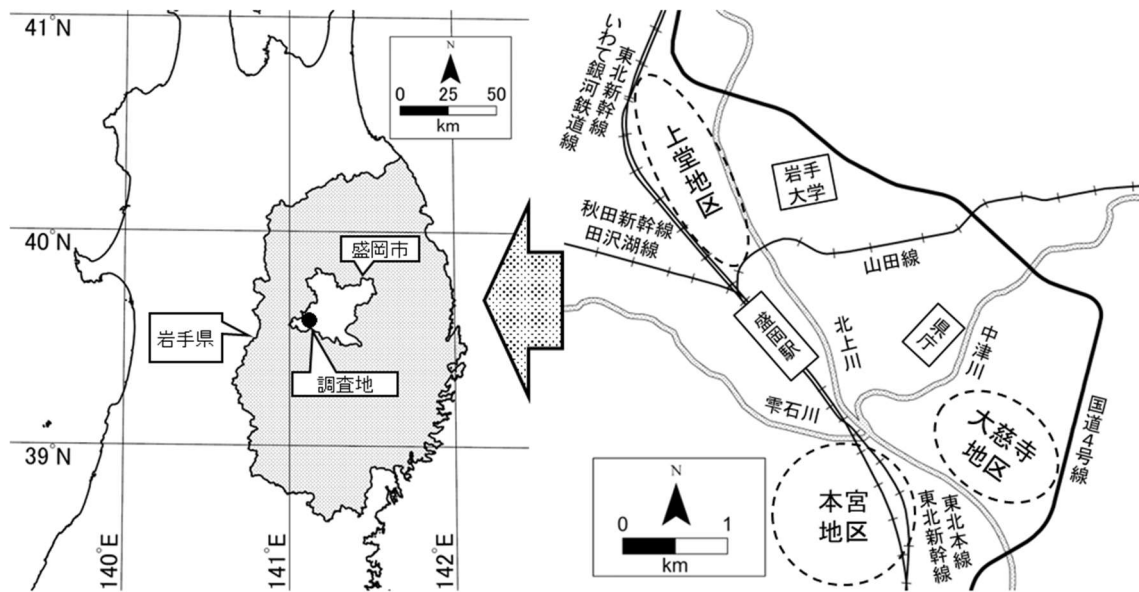 41°N
N
0 25 50
km
40°N
盛岡市
岩手県
調査地
39°N
140°E
141°E
142°E
東北新幹線
いわて銀河鉄道線
上堂地区
岩手
大学
秋田新幹線
田沢湖線
山田線
盛岡駅
北上川
県庁
中津川
雫石川
国道4号線
大慈寺
地区
本宮
地区
東北本線
東北新幹線
N
0 1
km